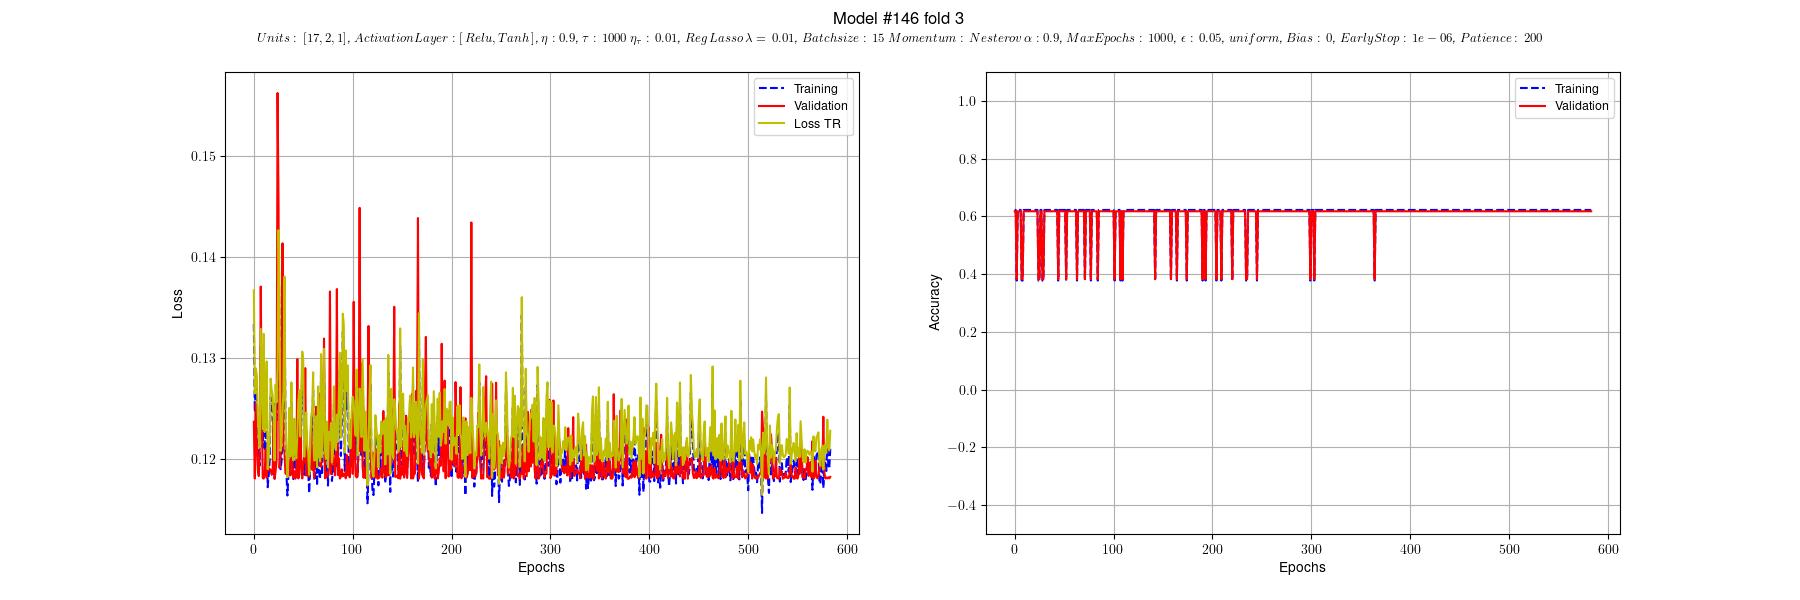 Model #146 fold 3
Units : [17, 2, 1], ActivationLayer : [Relu, Tanh], η : 0.9, τ : 1000 η_τ : 0.01, Reg Lasso λ = 0.01, Batchsize : 15 Momentum : Nesterov α : 0.9, MaxEpochs : 1000, ϵ : 0.05, uniform, Bias : 0, EarlyStop : 1e − 06, Patience : 200
Training
Validation
Loss TR
0.15
0.14
0.13
0.12
Loss
0 100 200 300 400 500 600
Epochs
Training
Validation
1.0
0.8
0.6
0.4
0.2
0.0
−0.2
−0.4
Accuracy
0 100 200 300 400 500 600
Epochs